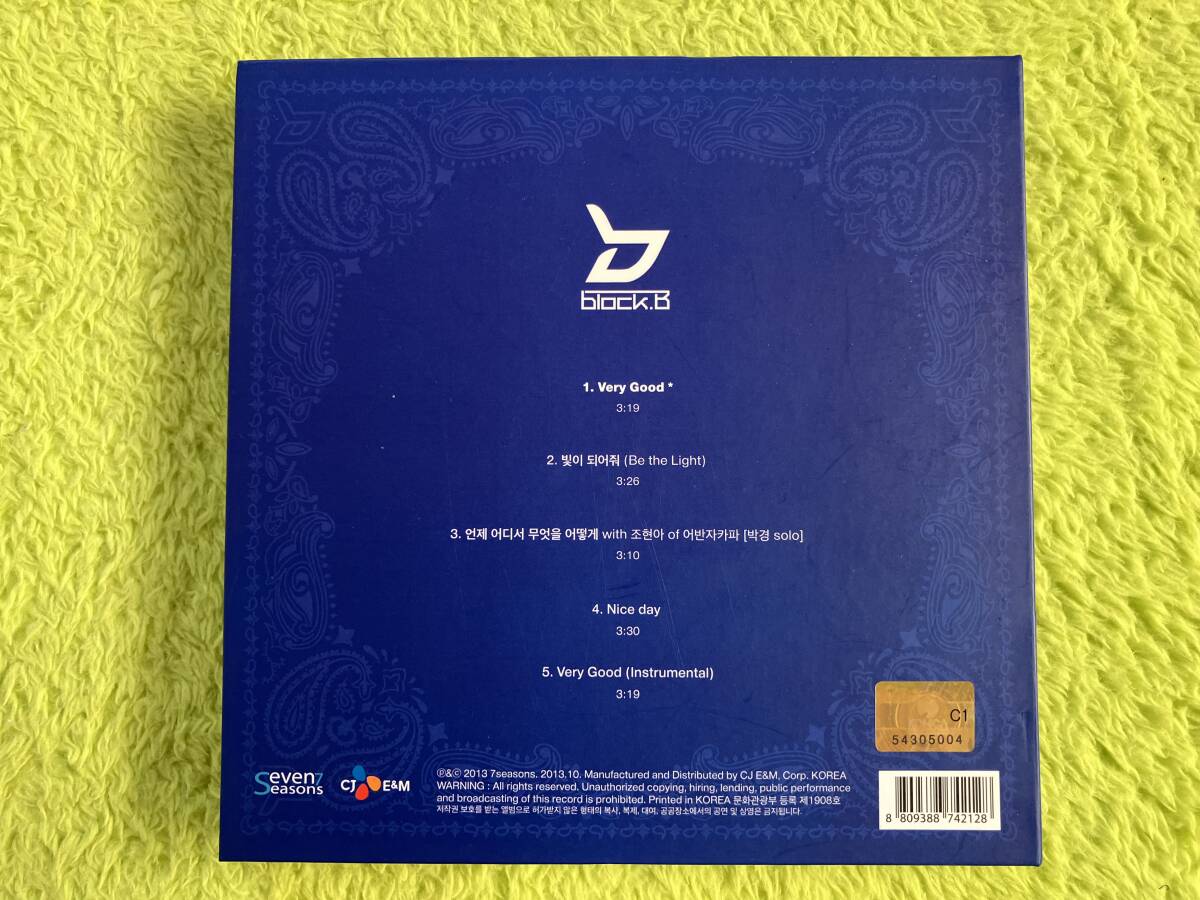 block.B
1. Very Good *
3:19
2. 빛이 되어줘 (Be the Light)
3:26
3. 언제 어디서 무엇을 어떻게 with 조현아 of 어반자카파 [박경 solo]
3:10
4. Nice day
3:30
5. Very Good (Instrumental)
3:19
C1
54305004
Seven7
Seasons
CJ E&M
℗&© 2013 7seasons. 2013.10. Manufactured and Distributed by CJ E&M, Corp. KOREA
WARNING : All rights reserved. Unauthorized copying, hiring, lending, public performance
and broadcasting of this record is prohibited. Printed in KOREA 문화관광부 등록 제1908호
저작권 보호를 받는 앨범으로 허가받지 않은 형태의 복사, 복제, 대여, 공공장소에서의 공연 및 상영은 금지됩니다.
8 809388 742128